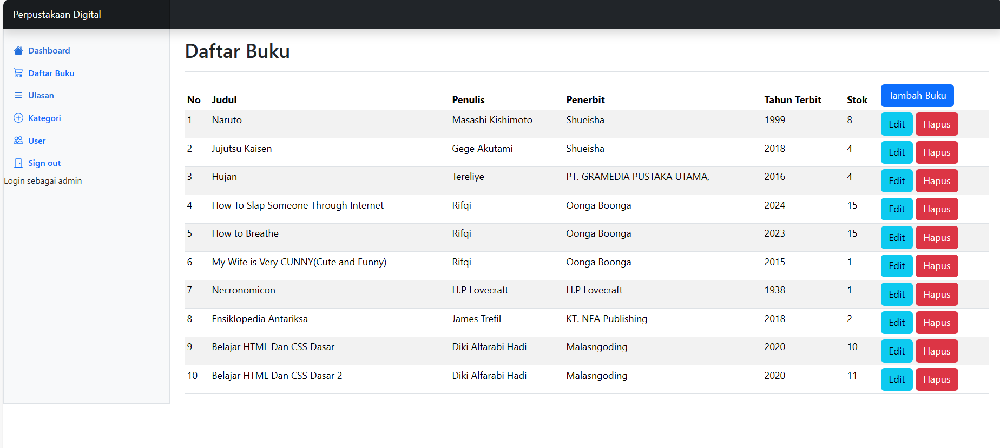 Perpustakaan Digital
Dashboard
Daftar Buku
Ulasan
Kategori
User
Sign out
Login sebagai admin
Daftar Buku
No Judul Penulis Penerbit Tahun Terbit Stok Tambah Buku
1 Naruto Masashi Kishimoto Shueisha 1999 8 Edit Hapus
2 Jujutsu Kaisen Gege Akutami Shueisha 2018 4 Edit Hapus
3 Hujan Tereliye PT. GRAMEDIA PUSTAKA UTAMA, 2016 4 Edit Hapus
4 How To Slap Someone Through Internet Rifqi Oonga Boonga 2024 15 Edit Hapus
5 How to Breathe Rifqi Oonga Boonga 2023 15 Edit Hapus
6 My Wife is Very CUNNY(Cute and Funny) Rifqi Oonga Boonga 2015 1 Edit Hapus
7 Necronomicon H.P Lovecraft H.P Lovecraft 1938 1 Edit Hapus
8 Ensiklopedia Antariksa James Trefil KT. NEA Publishing 2018 2 Edit Hapus
9 Belajar HTML Dan CSS Dasar Diki Alfarabi Hadi Malasngoding 2020 10 Edit Hapus
10 Belajar HTML Dan CSS Dasar 2 Diki Alfarabi Hadi Malasngoding 2020 11 Edit Hapus